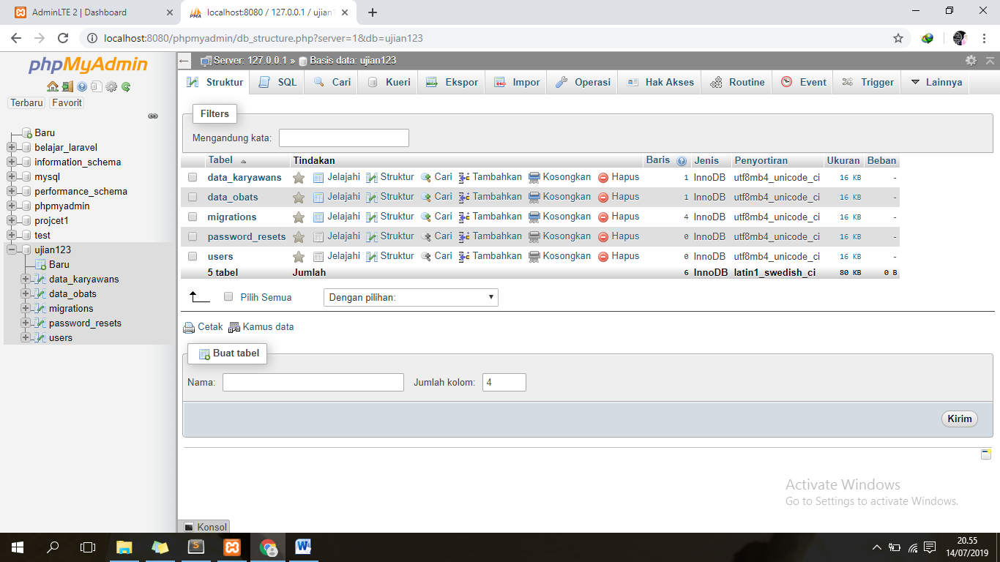 AdminLTE 2 | Dashboard
localhost:8080 / 127.0.0.1 / ujian1
localhost:8080/phpmyadmin/db_structure.php?server=1&db=ujian123
phpMyAdmin
Terbaru Favorit
Baru
belajar_laravel
information_schema
mysql
performance_schema
phpmyadmin
projcet1
test
ujian123
Baru
data_karyawans
data_obats
migrations
password_resets
users
Server: 127.0.0.1 » Basis data: ujian123
Struktur SQL Cari Kueri Ekspor Impor Operasi Hak Akses Routine Event Trigger Lainnya
Filters
Mengandung kata:
Tabel Tindakan Baris Jenis Penyortiran Ukuran Beban
data_karyawans Jelajahi Struktur Cari Tambahkan Kosongkan Hapus 1 InnoDB utf8mb4_unicode_ci 16 KB -
data_obats Jelajahi Struktur Cari Tambahkan Kosongkan Hapus 1 InnoDB utf8mb4_unicode_ci 16 KB -
migrations Jelajahi Struktur Cari Tambahkan Kosongkan Hapus 4 InnoDB utf8mb4_unicode_ci 16 KB -
password_resets Jelajahi Struktur Cari Tambahkan Kosongkan Hapus 0 InnoDB utf8mb4_unicode_ci 16 KB -
users Jelajahi Struktur Cari Tambahkan Kosongkan Hapus 0 InnoDB utf8mb4_unicode_ci 16 KB -
5 tabel Jumlah 6 InnoDB latin1_swedish_ci 80 KB 0 B
Pilih Semua Dengan pilihan:
Cetak Kamus data
Buat tabel
Nama: Jumlah kolom: 4
Kirim
Activate Windows
Go to Settings to activate Windows.
Konsol
20.55
14/07/2019